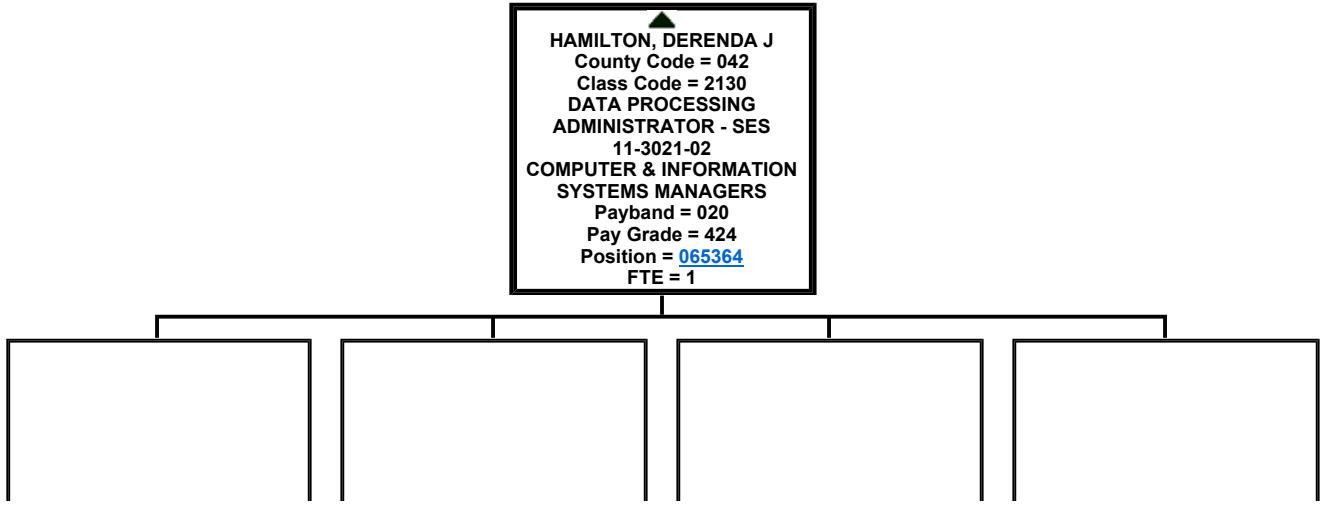 HAMILTON, DERENDA J
County Code = 042
Class Code = 2130
DATA PROCESSING
ADMINISTRATOR - SES
11-3021-02
COMPUTER & INFORMATION
SYSTEMS MANAGERS
Payband = 020
Pay Grade = 424
Position = 065364
FTE = 1